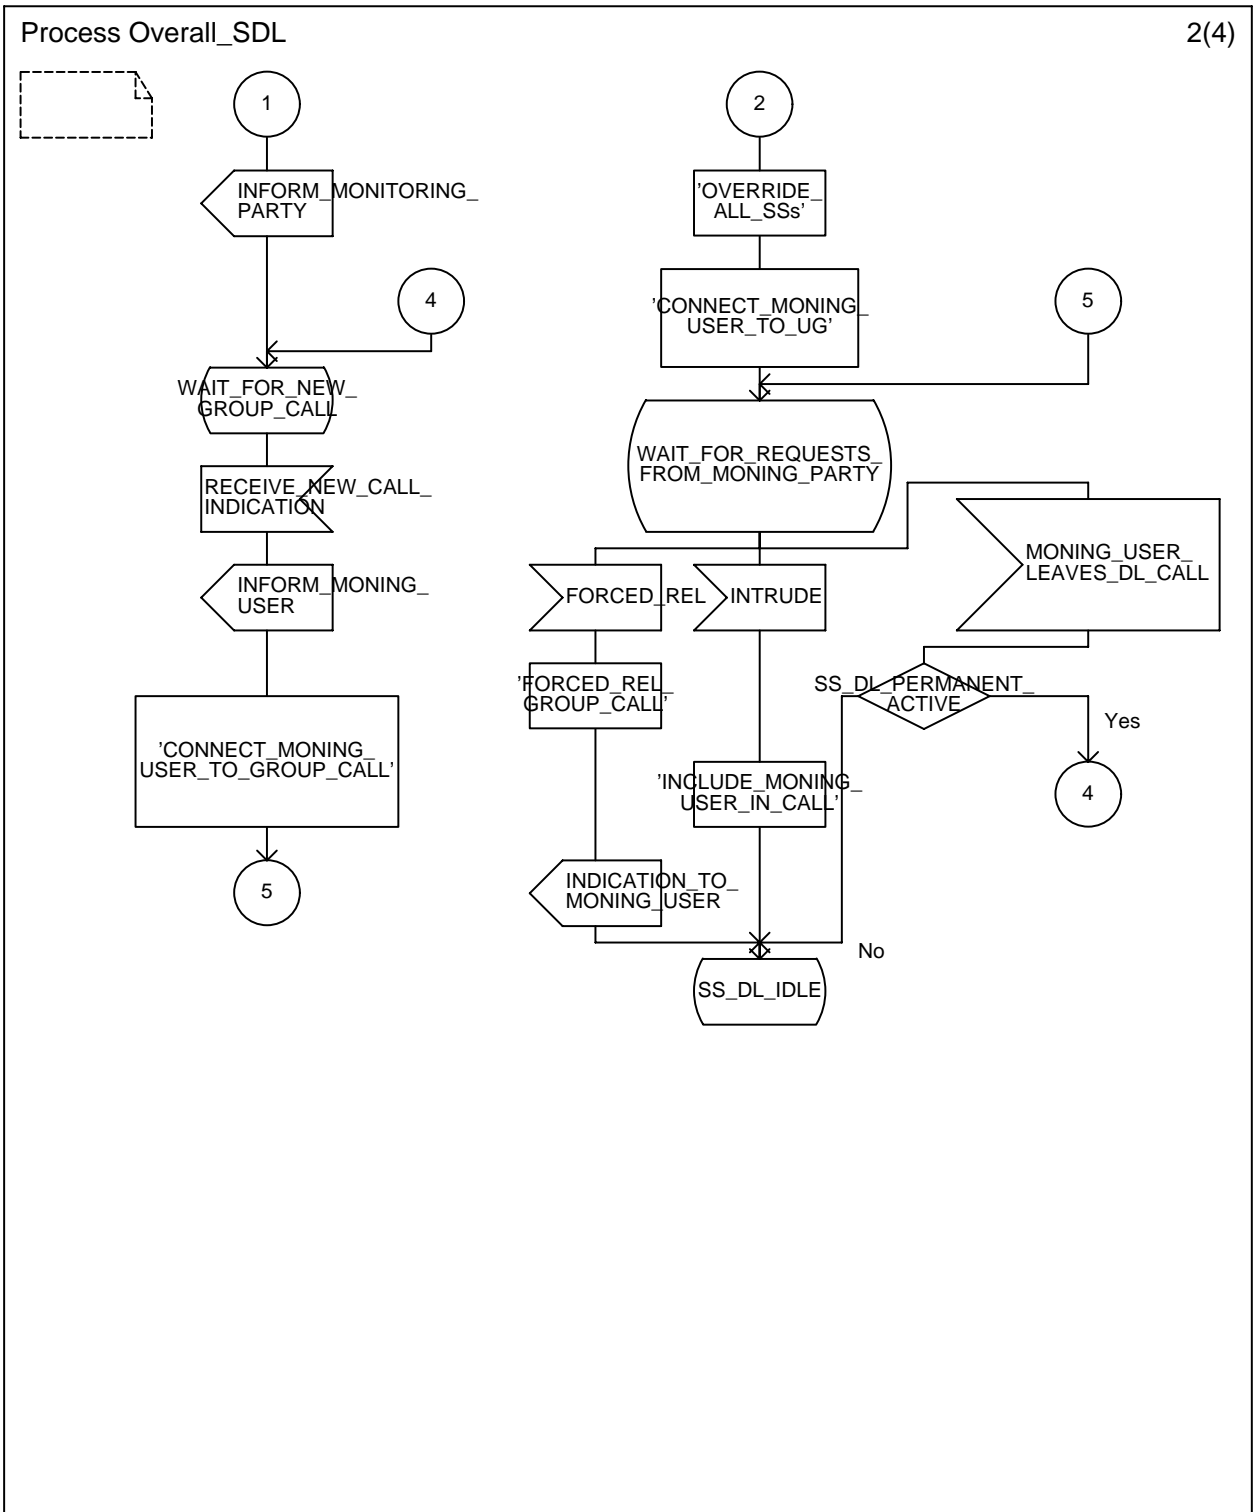 Process Overall_SDL
2(4)
1
INFORM_MONITORING_
PARTY
4
WAIT_FOR_NEW_
GROUP_CALL
RECEIVE_NEW_CALL_
INDICATION
INFORM_MONING_
USER
'CONNECT_MONING_
USER_TO_GROUP_CALL'
5
2
'OVERRIDE_
ALL_SSs'
'CONNECT_MONING_
USER_TO_UG'
5
WAIT_FOR_REQUESTS_
FROM_MONING_PARTY
FORCED_REL
'FORCED_REL_
GROUP_CALL'
INDICATION_TO_
MONING_USER
INTRUDE
'INCLUDE_MONING_
USER_IN_CALL'
MONING_USER_
LEAVES_DL_CALL
SS_DL_PERMANENT_
ACTIVE
Yes
4
No
SS_DL_IDLE